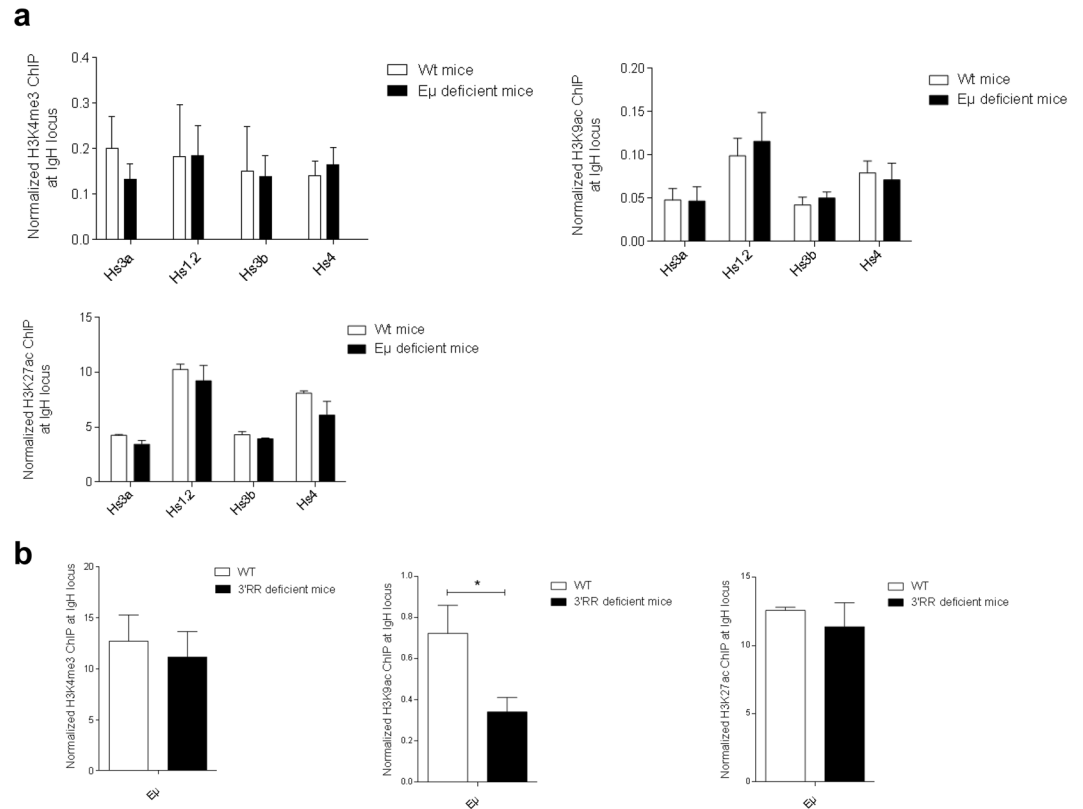 a
Normalized H3K4me3 ChIP
at IgH locus
0.4
0.3
0.2
0.1
0.0
Hs3a
Hs1.2
Hs3b
Hs4
Wt mice
Eμ deficient mice
Normalized H3K9ac ChIP
at IgH locus
0.20
0.15
0.10
0.05
0.00
Hs3a
Hs1.2
Hs3b
Hs4
Wt mice
Eμ deficient mice
Normalized H3K27ac ChIP
at IgH locus
15
10
5
0
Hs3a
Hs1.2
Hs3b
Hs4
Wt mice
Eμ deficient mice
b
Normalized H3K4me3 ChIP at IgH locus
20
15
10
5
0
Eμ
WT
3'RR deficient mice
Normalized H3K9ac ChIP at IgH locus
1.0
0.8
0.6
0.4
0.2
0.0
*
Eμ
WT
3'RR deficient mice
Normalized H3K27ac ChIP at IgH locus
15
10
5
0
Eμ
WT
3'RR deficient mice